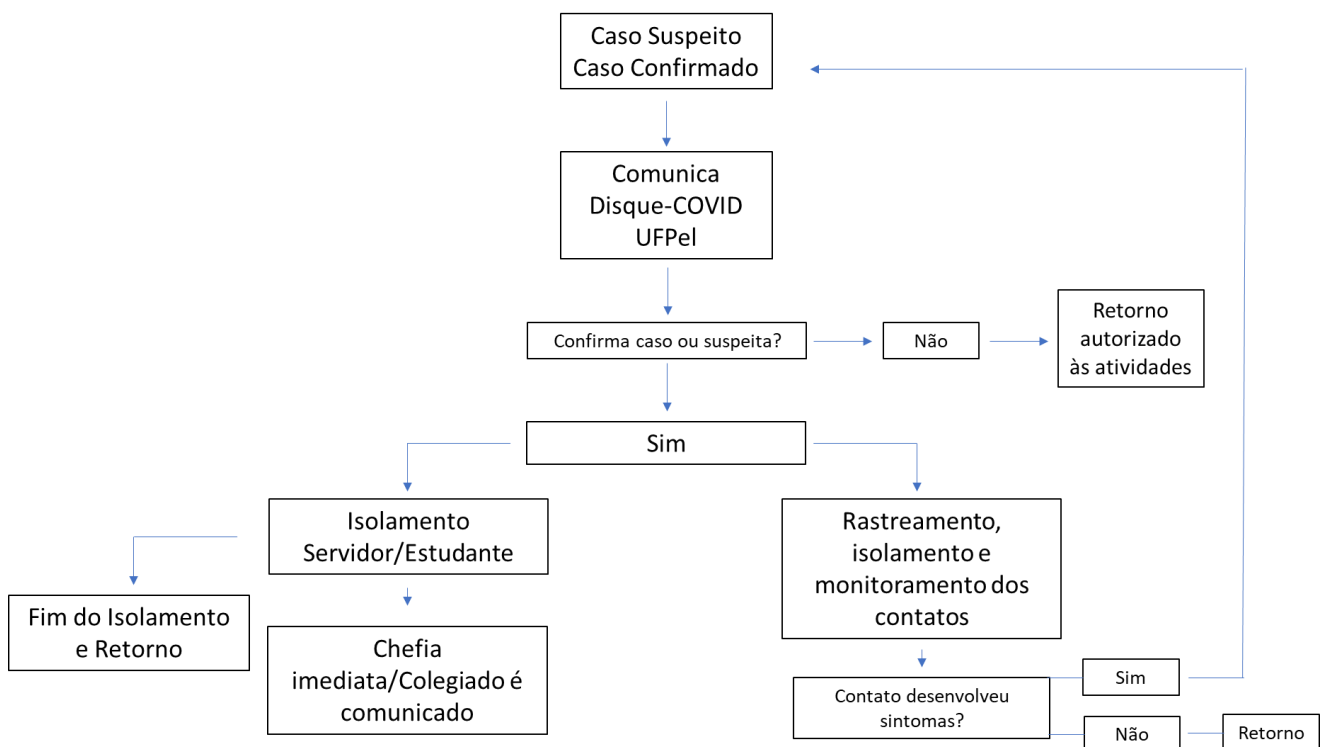 Caso Suspeito
Caso Confirmado
Comunica
Disque-COVID
UFPel
Confirma caso ou suspeita?
Não
Retorno
autorizado
às atividades
Sim
Isolamento
Servidor/Estudante
Fim do Isolamento
e Retorno
Chefia
imediata/Colegiado é
comunicado
Rastreamento,
isolamento e
monitoramento dos
contatos
Contato desenvolveu
sintomas?
Sim
Não
Retorno